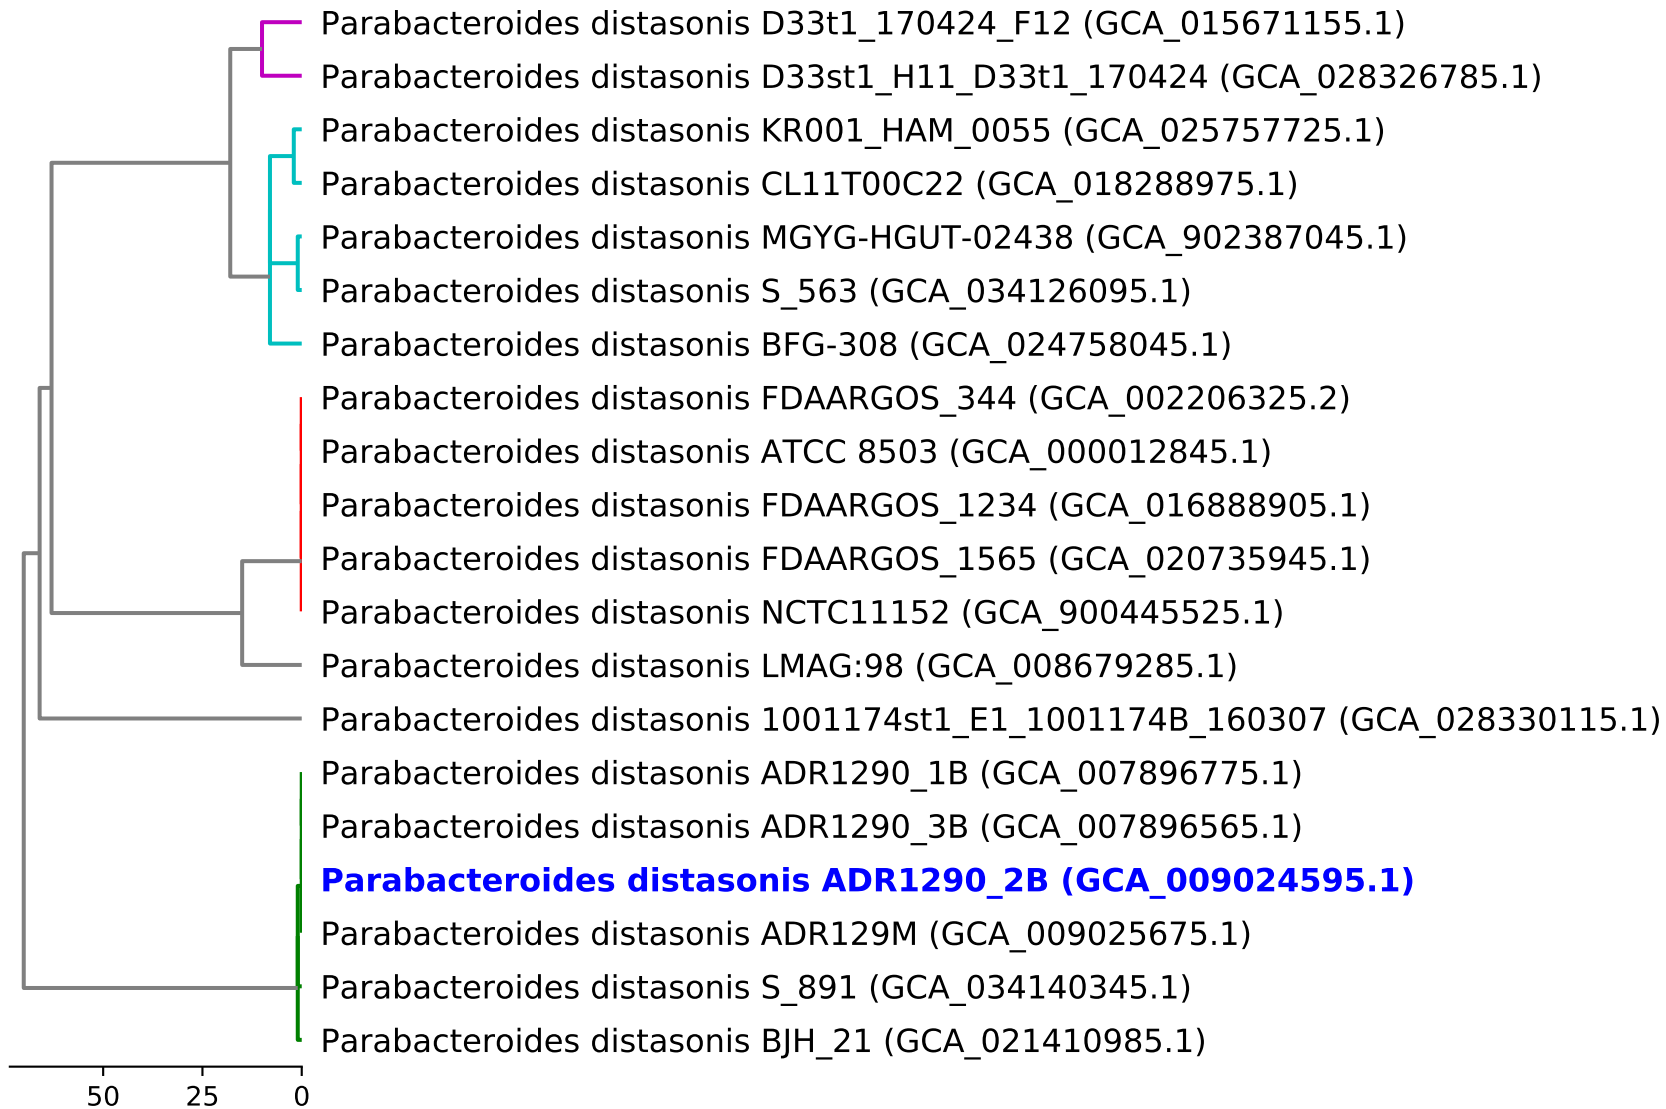 Parabacteroides distasonis D33t1_170424_F12 (GCA_015671155.1)
Parabacteroides distasonis D33st1_H11_D33t1_170424 (GCA_028326785.1)
Parabacteroides distasonis KR001_HAM_0055 (GCA_025757725.1)
Parabacteroides distasonis CL11T00C22 (GCA_018288975.1)
Parabacteroides distasonis MGYG-HGUT-02438 (GCA_902387045.1)
Parabacteroides distasonis S_563 (GCA_034126095.1)
Parabacteroides distasonis BFG-308 (GCA_024758045.1)
Parabacteroides distasonis FDAARGOS_344 (GCA_002206325.2)
Parabacteroides distasonis ATCC 8503 (GCA_000012845.1)
Parabacteroides distasonis FDAARGOS_1234 (GCA_016888905.1)
Parabacteroides distasonis FDAARGOS_1565 (GCA_020735945.1)
Parabacteroides distasonis NCTC11152 (GCA_900445525.1)
Parabacteroides distasonis LMAG:98 (GCA_008679285.1)
Parabacteroides distasonis 1001174st1_E1_1001174B_160307 (GCA_028330115.1)
Parabacteroides distasonis ADR1290_1B (GCA_007896775.1)
Parabacteroides distasonis ADR1290_3B (GCA_007896565.1)
Parabacteroides distasonis ADR1290_2B (GCA_009024595.1)
Parabacteroides distasonis ADR129M (GCA_009025675.1)
Parabacteroides distasonis S_891 (GCA_034140345.1)
Parabacteroides distasonis BJH_21 (GCA_021410985.1)
50 25 0